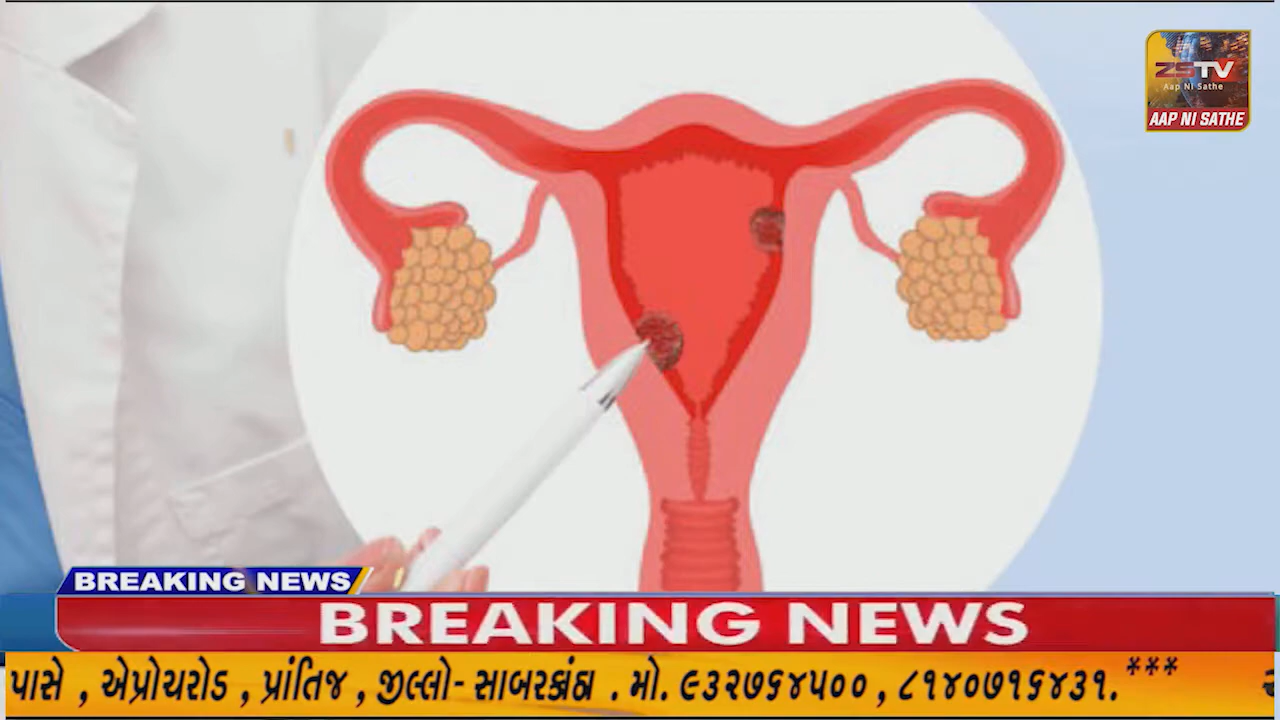 ZSTV
Aap Ni Sathe
AAP NI SATHE
BREAKING NEWS
BREAKING NEWS
પાસે , એપ્રોચરોડ , પ્રાંતિજ , જીલ્લો- સાબરકાંઠા . મો. ૯૩૨૭૬૪૫૦૦ , ૮૧૪૦૭૧૬૪૩૧.***